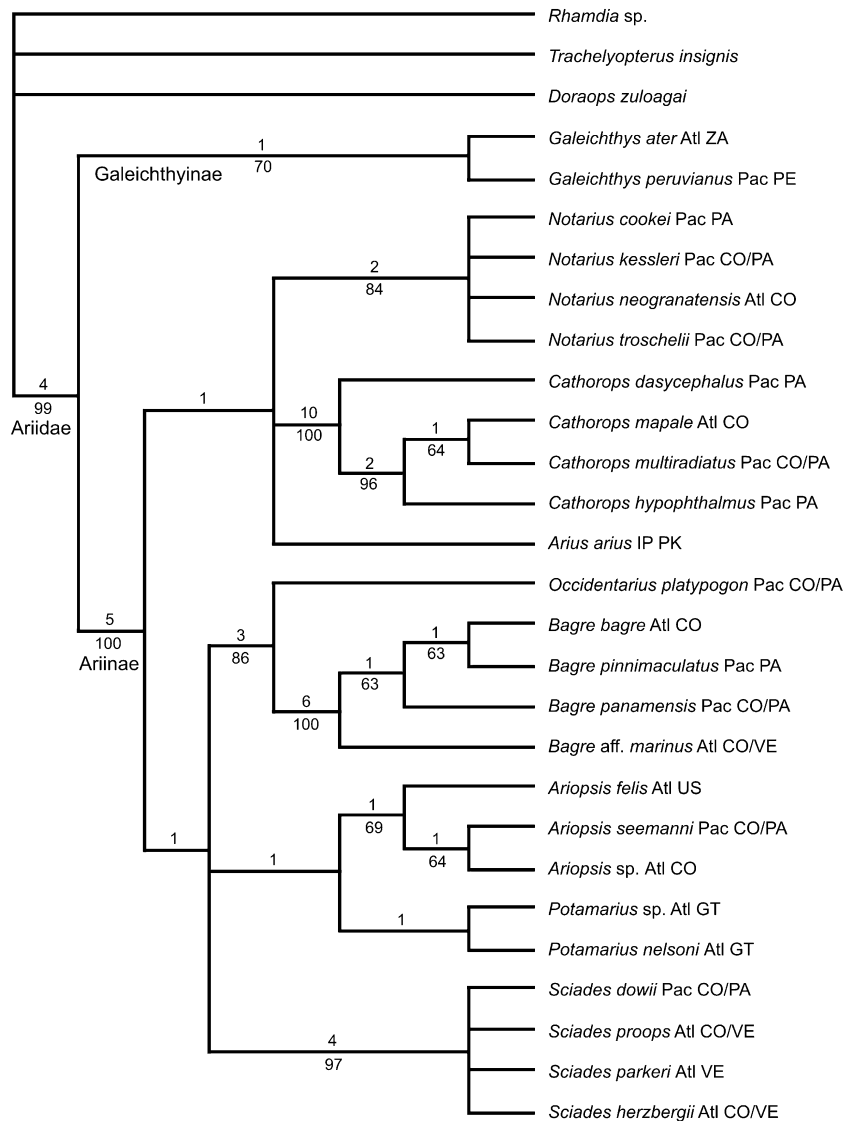 Rhamdia sp.
Trachelyopterus insignis
Doraops zuloagai
Galeichthys ater Atl ZA
1
70
Galeichthyinae
Galeichthys peruvianus Pac PE
Notarius cookei Pac PA
Notarius kessleri Pac CO/PA
2
84
Notarius neogranatensis Atl CO
Notarius troschelii Pac CO/PA
Cathorops dasycephalus Pac PA
4
99
Ariidae
1
10
100
Cathorops mapale Atl CO
1
64
2
96
Cathorops multiradiatus Pac CO/PA
Cathorops hypophthalmus Pac PA
Arius arius IP PK
Occidentarius platypogon Pac CO/PA
5
100
Ariinae
3
86
Bagre bagre Atl CO
1
63
1
63
Bagre pinnimaculatus Pac PA
6
100
Bagre panamensis Pac CO/PA
Bagre aff. marinus Atl CO/VE
Ariopsis felis Atl US
1
69
Ariopsis seemanni Pac CO/PA
1
1
1
64
Ariopsis sp. Atl CO
Potamarius sp. Atl GT
1
Potamarius nelsoni Atl GT
Sciades dowii Pac CO/PA
Sciades proops Atl CO/VE
4
97
Sciades parkeri Atl VE
Sciades herzbergii Atl CO/VE